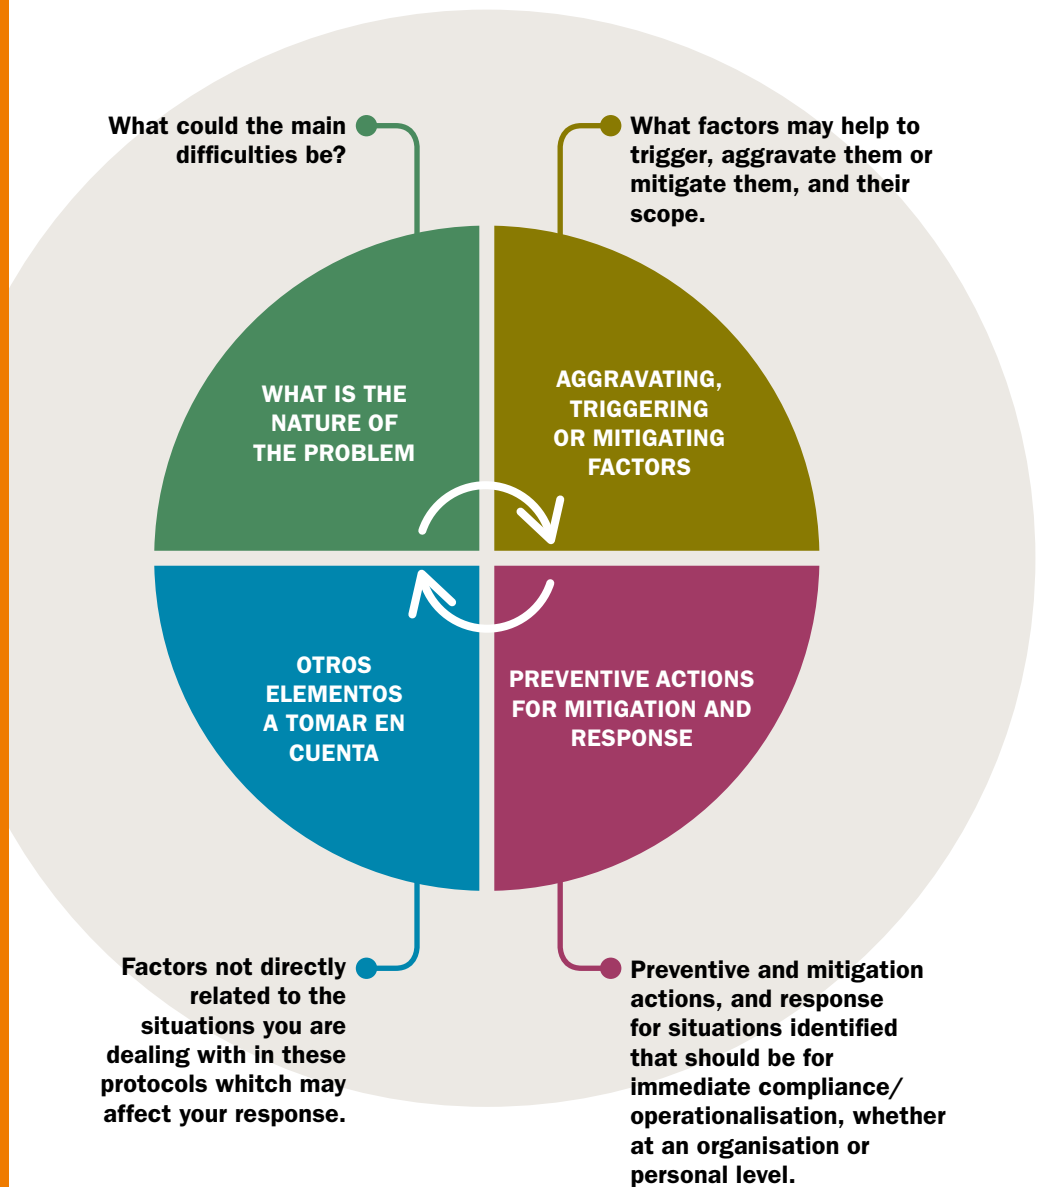 What could the main
difficulties be?
What factors may help to
trigger, aggravate them or
mitigate them, and their
scope.
WHAT IS THE
NATURE OF
THE PROBLEM
AGGRAVATING,
TRIGGERING
OR MITIGATING
FACTORS
OTROS
ELEMENTOS
A TOMAR EN
CUENTA
PREVENTIVE ACTIONS
FOR MITIGATION AND
RESPONSE
Factors not directly
related to the
situations you are
dealing with in these
protocols whitch may
affect your response.
Preventive and mitigation
actions, and response
for situations identified
that should be for
immediate compliance/
operationalisation, whether
at an organisation or
personal level.